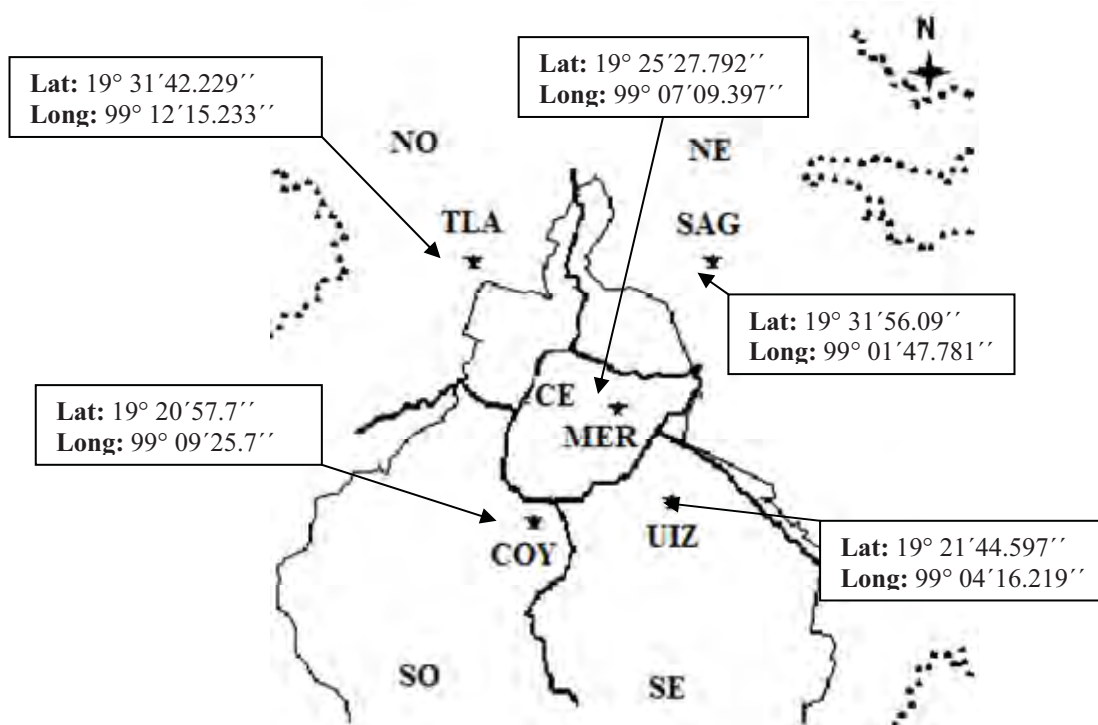 N
Lat: 19° 25´27.792´´
Long: 99° 07´09.397´´
Lat: 19° 31´42.229´´
Long: 99° 12´15.233´´
NO
NE
TLA
SAG
Lat: 19° 31´56.09´´
Long: 99° 01´47.781´´
CE
MER
Lat: 19° 20´57.7´´
Long: 99° 09´25.7´´
COY
UIZ
Lat: 19° 21´44.597´´
Long: 99° 04´16.219´´
SO
SE